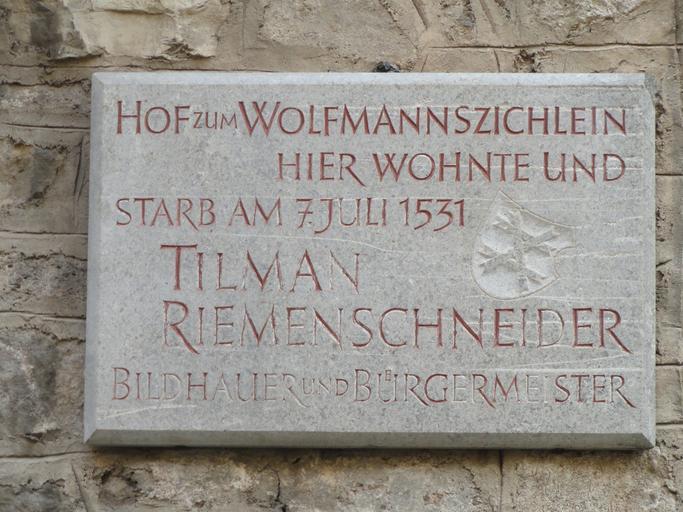 HOF ZUM WOLFMANNSZICHLEIN
HIER WOHNTE UND
STARB AM 7. JULI 1531
TILMAN
RIEMENSCHNEIDER
BILDHAUER UND BÜRGERMEISTER